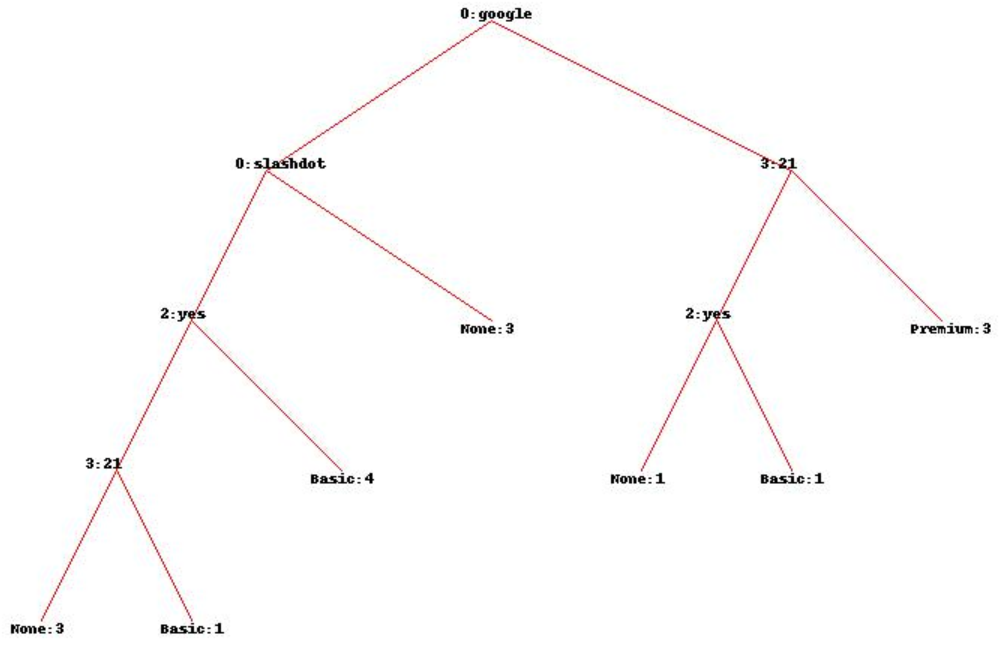 0:google
0:slashdot
3:21
2:yes
None:3
2:yes
Premium:3
3:21
Basic:4
None:1
Basic:1
None:3
Basic:1